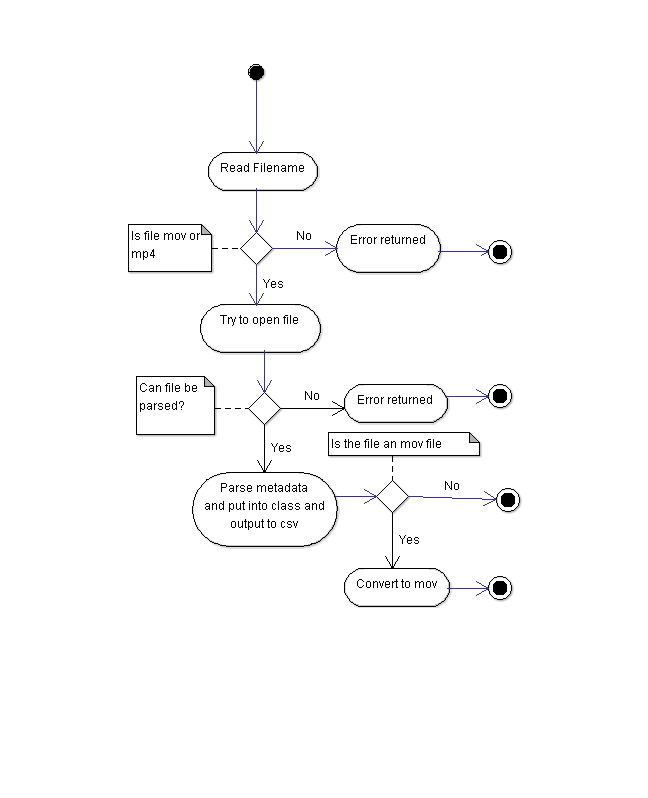 Read Filename
Is file mov or
mp4
No
Error returned
Yes
Try to open file
Can file be
parsed?
No
Error returned
Yes
Is the file an mov file
Parse metadata
and put into class and
output to csv
No
Yes
Convert to mov